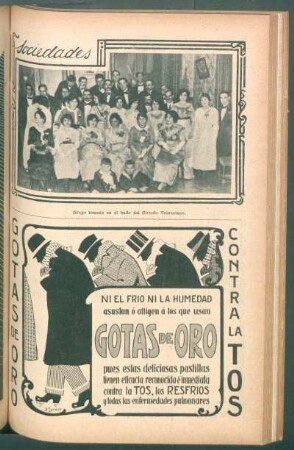 Sociedades
Grupo tomado en el baile del Círculo Valenciano.
GOTAS DE ORO
CONTRA LA TOS
NI EL FRIO NI LA HUMEDAD
asustan ó afligen á los que usan
GOTAS DE ORO
pues estas deliciosas pastillas
tienen eficacia reconocida é inmediata
contra la TOS, los RESFRIOS
y todas las enfermedades pulmonares